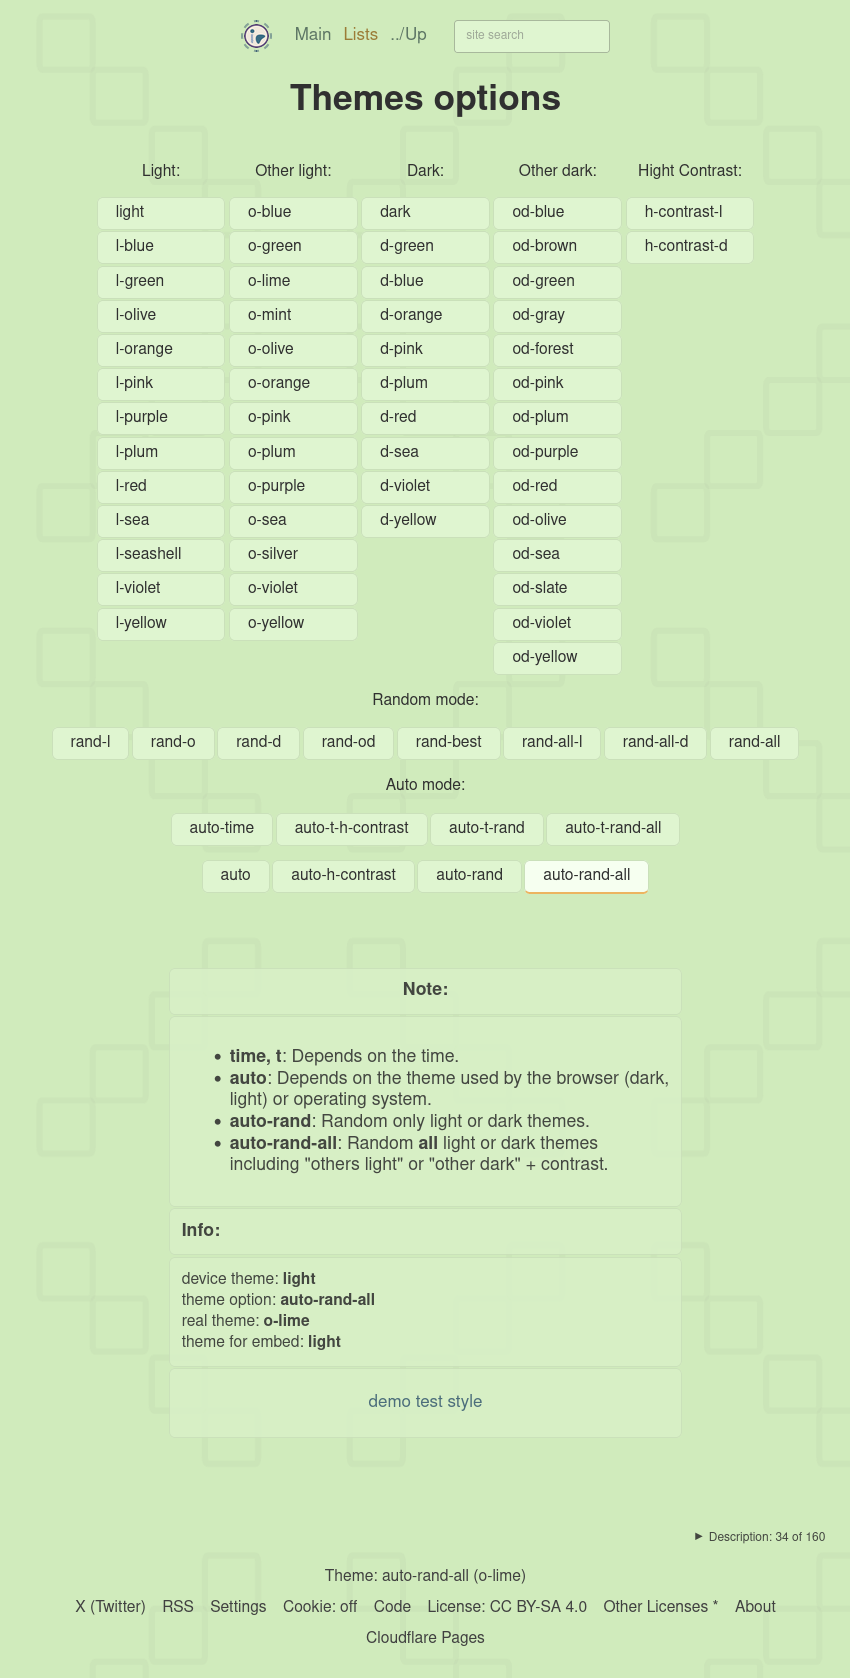 Main Lists ../Up site search
Themes options
Light: Other light: Dark: Other dark: Hight Contrast:
light o-blue dark od-blue h-contrast-l
l-blue o-green d-green od-brown h-contrast-d
l-green o-lime d-blue od-green
l-olive o-mint d-orange od-gray
l-orange o-olive d-pink od-forest
l-pink o-orange d-plum od-pink
l-purple o-pink d-red od-plum
l-plum o-plum d-sea od-purple
l-red o-purple d-violet od-red
l-sea o-sea d-yellow od-olive
l-seashell o-silver od-sea
l-violet o-violet od-slate
l-yellow o-yellow od-violet
od-yellow
Random mode:
rand-l rand-o rand-d rand-od rand-best rand-all-l rand-all-d rand-all
Auto mode:
auto-time auto-t-h-contrast auto-t-rand auto-t-rand-all
auto auto-h-contrast auto-rand auto-rand-all
Note:
• time, t: Depends on the time.
• auto: Depends on the theme used by the browser (dark,
light) or operating system.
• auto-rand: Random only light or dark themes.
• auto-rand-all: Random all light or dark themes
including "others light" or "other dark" + contrast.
Info:
device theme: light
theme option: auto-rand-all
real theme: o-lime
theme for embed: light
demo test style
► Description: 34 of 160
Theme: auto-rand-all (o-lime)
X (Twitter) RSS Settings Cookie: off Code License: CC BY-SA 4.0 Other Licenses * About
Cloudflare Pages